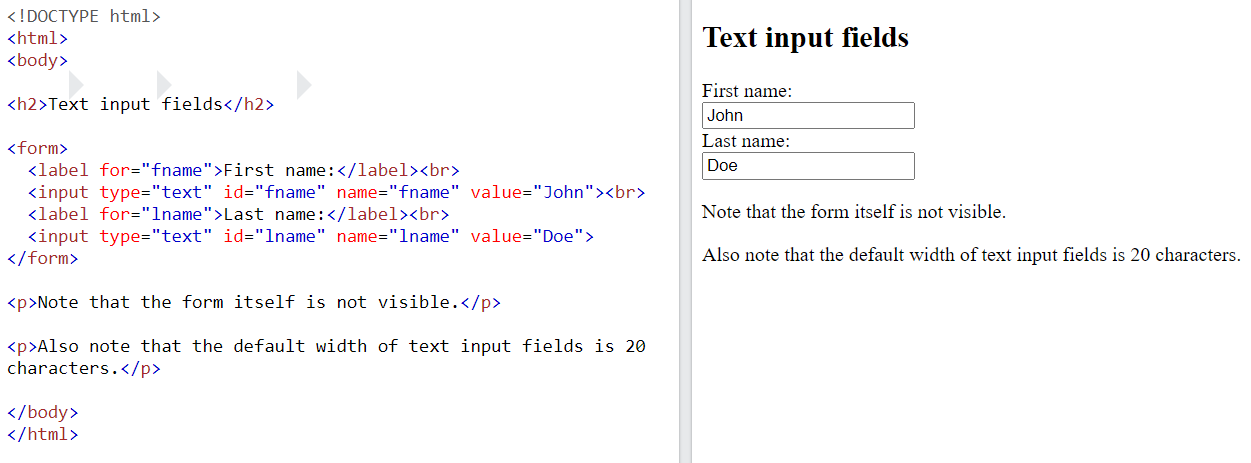 <!DOCTYPE html>
<html>
<body>
<h2>Text input fields</h2>
<form>
<label for="fname">First name:</label><br>
<input type="text" id="fname" name="fname" value="John"><br>
<label for="lname">Last name:</label><br>
<input type="text" id="lname" name="lname" value="Doe">
</form>
<p>Note that the form itself is not visible.</p>
<p>Also note that the default width of text input fields is 20
characters.</p>
</body>
</html>
Text input fields
First name:
John
Last name:
Doe
Note that the form itself is not visible.
Also note that the default width of text input fields is 20 characters.